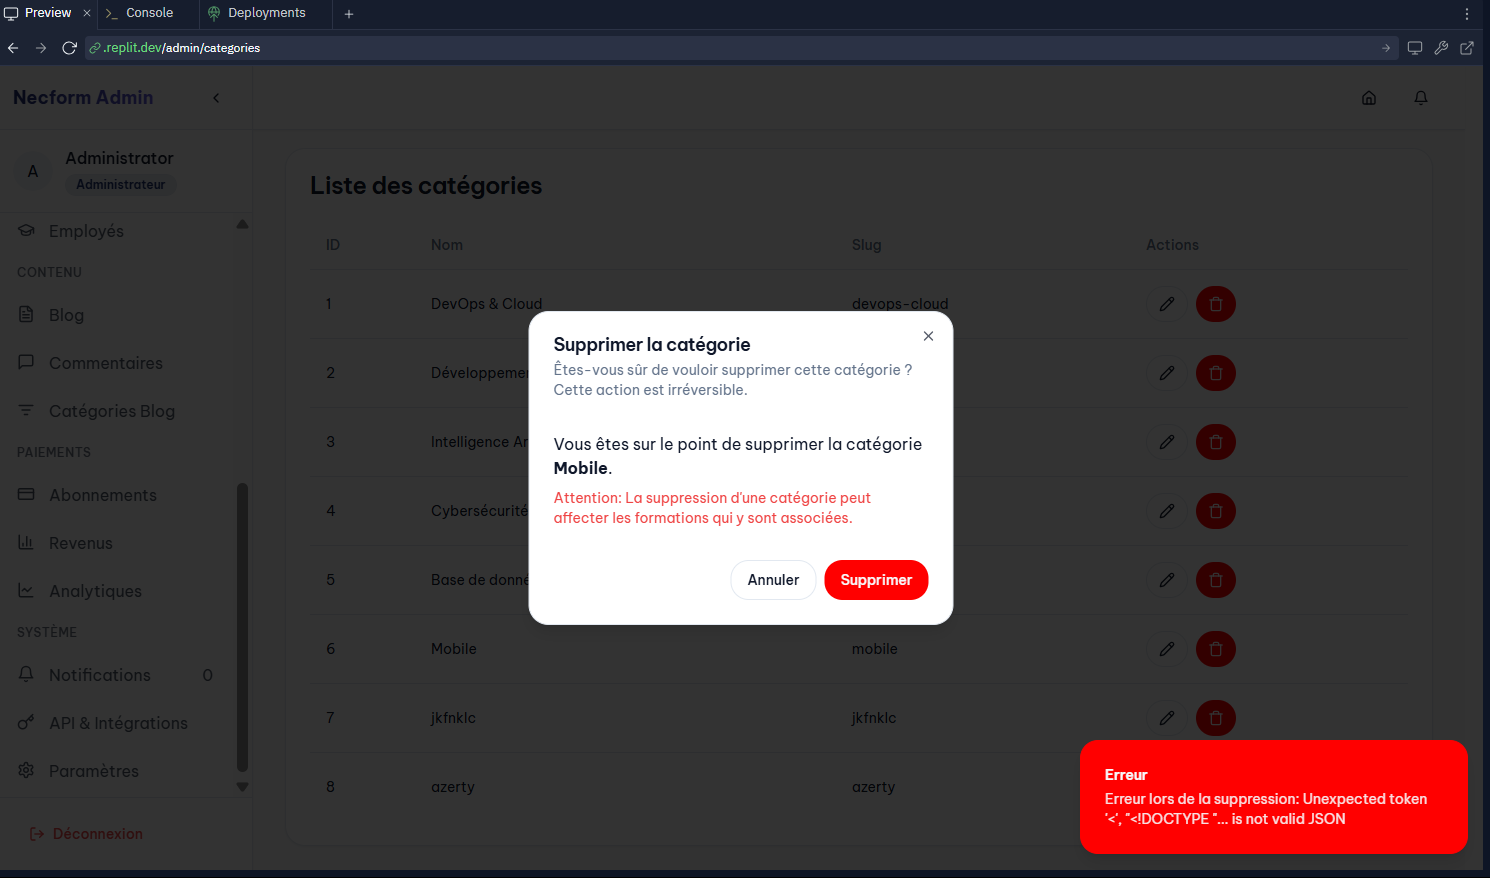 Preview
Console
Deployments
.replit.dev/admin/categories
Necform Admin
A
Administrator
Administrateur
Employés
CONTENU
Blog
Commentaires
Catégories Blog
PAIEMENTS
Abonnements
Revenus
Analytiques
SYSTÈME
Notifications 0
API & Intégrations
Paramètres
Déconnexion
Liste des catégories
ID Nom Slug Actions
1 DevOps & Cloud devops-cloud
2 Développeme
3 Intelligence Ar
4 Cybersécurité
5 Base de donné
6 Mobile mobile
7 jkfnklc jkfnklc
8 azerty azerty
Supprimer la catégorie
Êtes-vous sûr de vouloir supprimer cette catégorie ?
Cette action est irréversible.
Vous êtes sur le point de supprimer la catégorie
Mobile.
Attention: La suppression d'une catégorie peut
affecter les formations qui y sont associées.
Annuler
Supprimer
Erreur
Erreur lors de la suppression: Unexpected token
'<', "<!DOCTYPE "... is not valid JSON